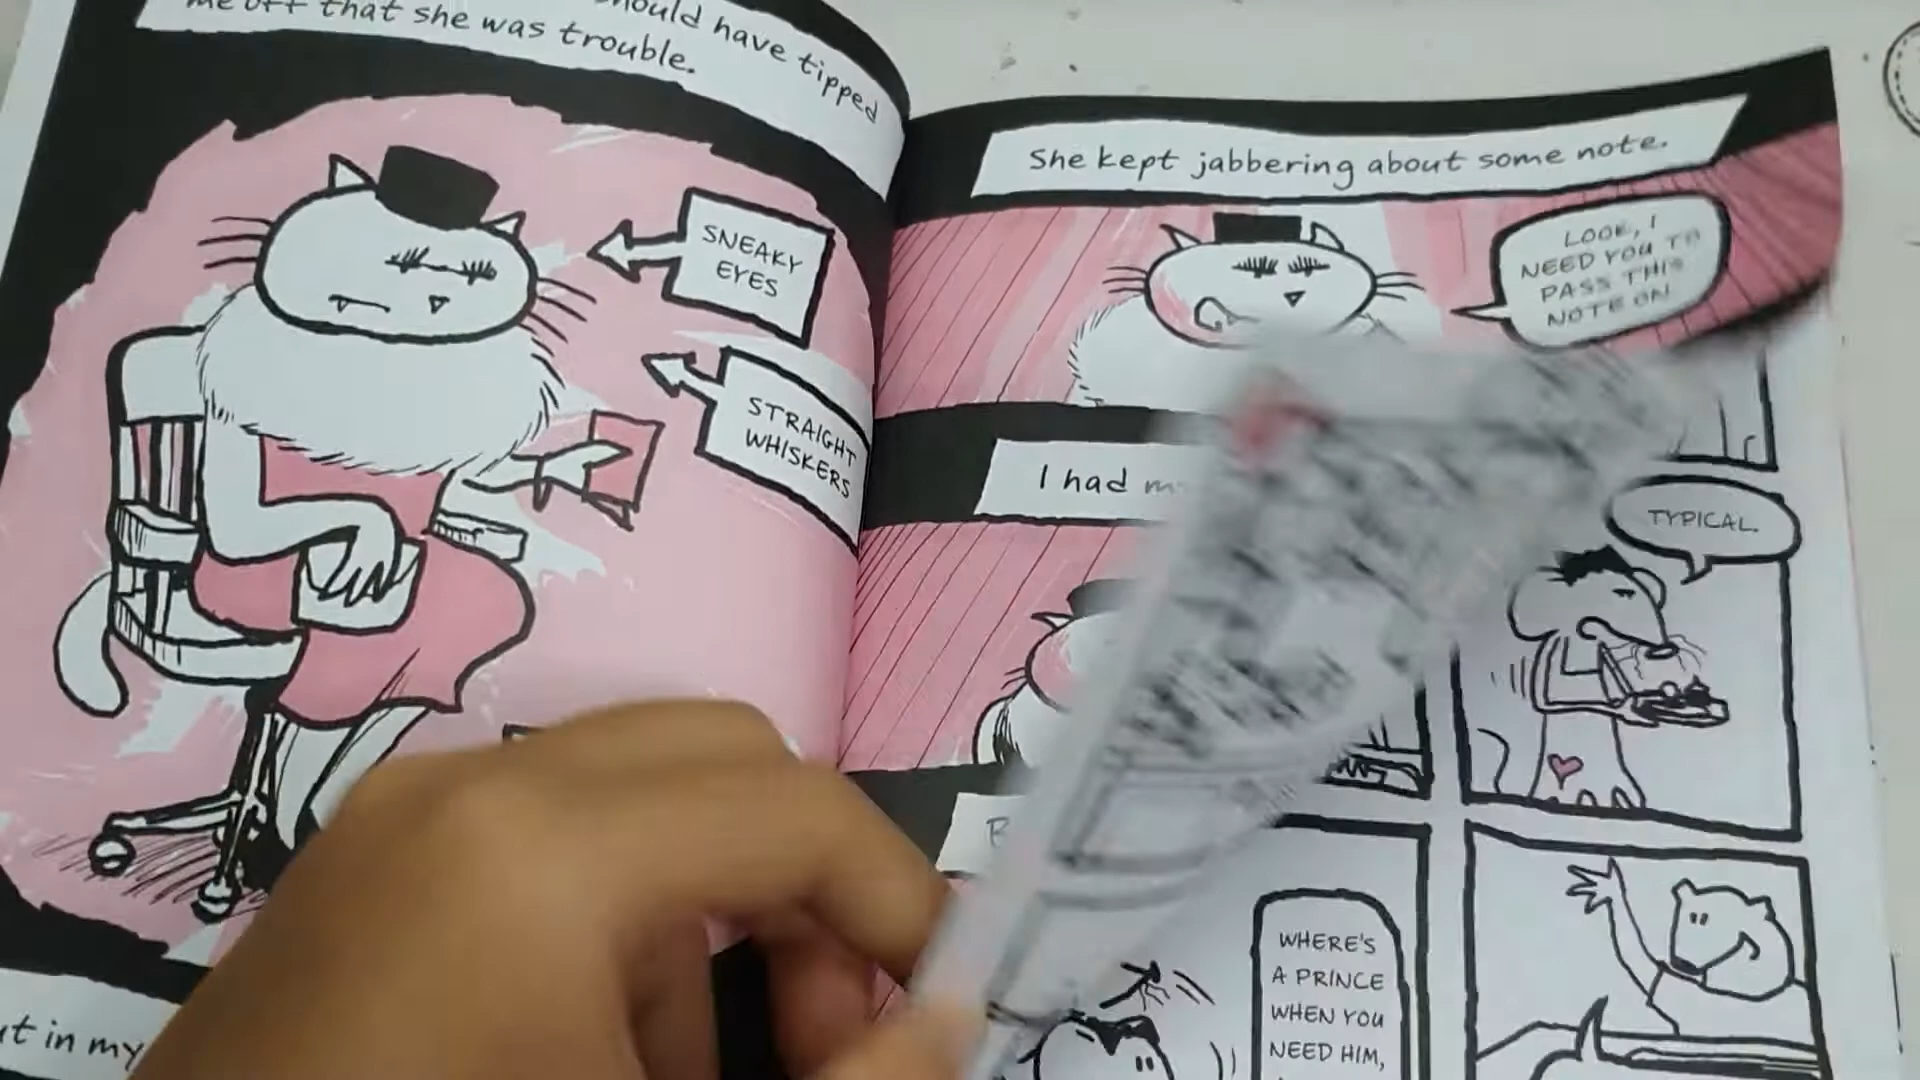 hould have tipped
me off that she was trouble.
SNEAKY
EYES
STRAIGHT
WHISKERS
in my
She kept jabbering about some note.
LOOK, I
NEED YOU TO
PASS THIS
NOTE ON.
I had
TYPICAL.
WHERE'S
A PRINCE
WHEN YOU
NEED HIM,